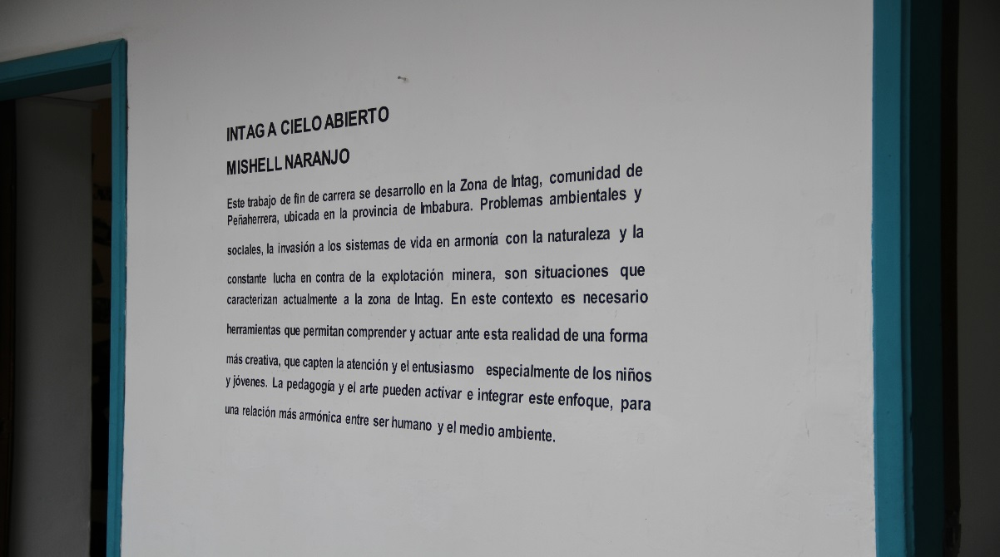 INTAG A CIELO ABIERTO
MISHELL NARANJO
Este trabajo de fin de carrera se desarrollo en la Zona de Intag, comunidad de
Peñaherrera, ubicada en la provincia de Imbabura. Problemas ambientales y
sociales, la invasión a los sistemas de vida en armonía con la naturaleza y la
constante lucha en contra de la explotación minera, son situaciones que
caracterizan actualmente a la zona de Intag. En este contexto es necesario
herramientas que permitan comprender y actuar ante esta realidad de una forma
más creativa, que capten la atención y el entusiasmo especialmente de los niños
y jóvenes. La pedagogía y el arte pueden activar e integrar este enfoque, para
una relación más armónica entre ser humano y el medio ambiente.